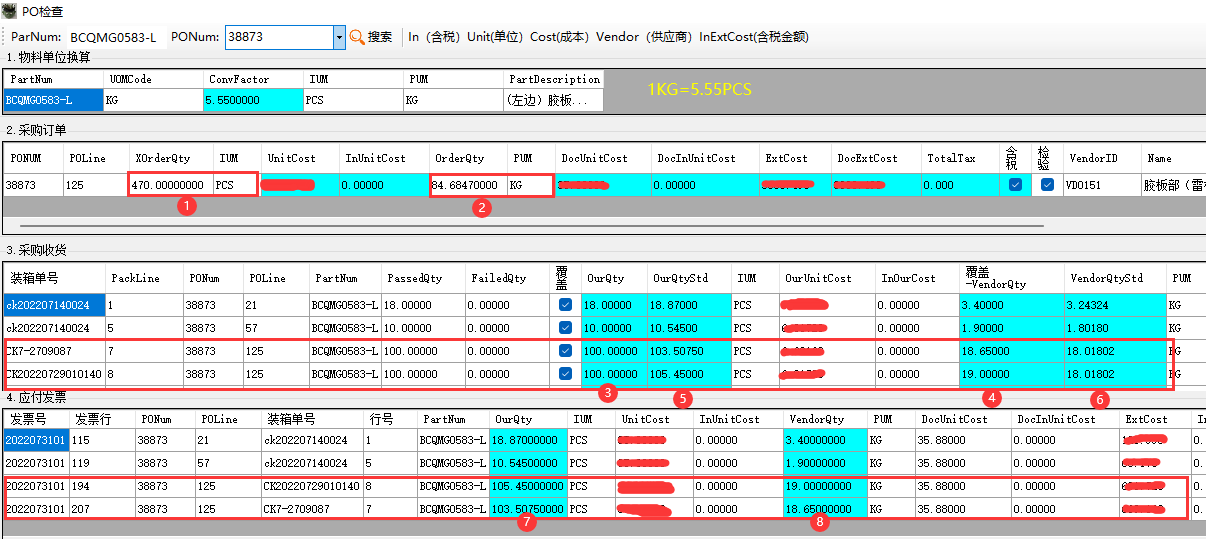 PO检查
ParNum: BCQMG0583-L PONum: 38873 搜索 In（含税）Unit(单位) Cost(成本) Vendor（供应商）InExtCost(含税金额)
1.物料单位换算
PartNum UOMCode ConvFactor IUM PUM PartDescription
BCQMG0583-L KG 5.5500000 PCS KG (左边）胶板...
1KG=5.55PCS
2.采购订单
PONUM POLine XOrderQty IUM UnitCost InUnitCost OrderQty PUM DocUnitCost DocInUnitCost ExtCost DocExtCost TotalTax 含税 检验 VendorID Name
38873 125 470.00000000 PCS 0.00000 84.68470000 KG 0.00000 0.000 VD0151 胶板部（雷
1 2
3.采购收货
装箱单号 PackLine PONum POLine PartNum PassedQty FailedQty 覆盖 OurQty OurQtyStd IUM OurUnitCost InOurCost 覆盖-VendorQty VendorQtyStd PUM
ck202207140024 1 38873 21 BCQMG0583-L 18.00000 0.00000 18.00000 18.87000 PCS 0.00000 3.40000 3.24324 KG
ck202207140024 5 38873 57 BCQMG0583-L 10.00000 0.00000 10.00000 10.54500 PCS 0.00000 1.90000 1.80180 KG
CK7-2709087 7 38873 125 BCQMG0583-L 100.00000 0.00000 100.00000 103.50750 PCS 0.00000 18.65000 18.01802 KG
CK20220729010140 8 38873 125 BCQMG0583-L 100.00000 0.00000 100.00000 105.45000 PCS 0.00000 19.00000 18.01802 KG
3 5 4 6
4.应付发票
发票号 发票行 PONum POLine 装箱单号 行号 PartNum OurQty IUM UnitCost InUnitCost VendorQty PUM DocUnitCost DocInUnitCost ExtCost In
2022073101 115 38873 21 ck202207140024 1 BCQMG0583-L 18.87000000 PCS 0.00000 3.40000000 KG 35.88000 0.00000 0.0
2022073101 119 38873 57 ck202207140024 5 BCQMG0583-L 10.54500000 PCS 0.00000 1.90000000 KG 35.88000 0.00000 0.0
2022073101 194 38873 125 CK20220729010140 8 BCQMG0583-L 105.45000000 PCS 0.00000 19.00000000 KG 35.88000 0.00000 0.0
2022073101 207 38873 125 CK7-2709087 7 BCQMG0583-L 103.50750000 PCS 0.00000 18.65000000 KG 35.88000 0.00000 0.0
7 8